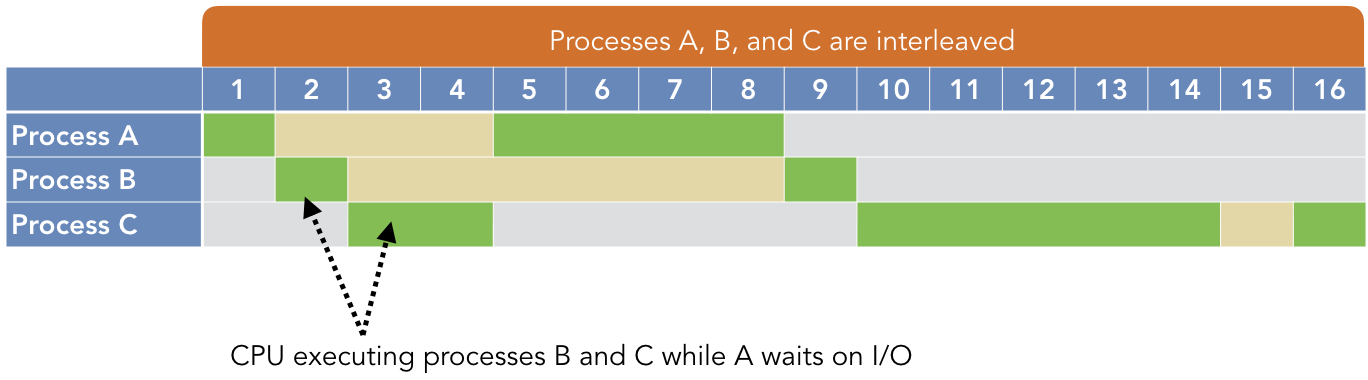 Processes A, B, and C are interleaved
1 2 3 4 5 6 7 8 9 10 11 12 13 14 15 16
Process A
Process B
Process C
CPU executing processes B and C while A waits on I/O